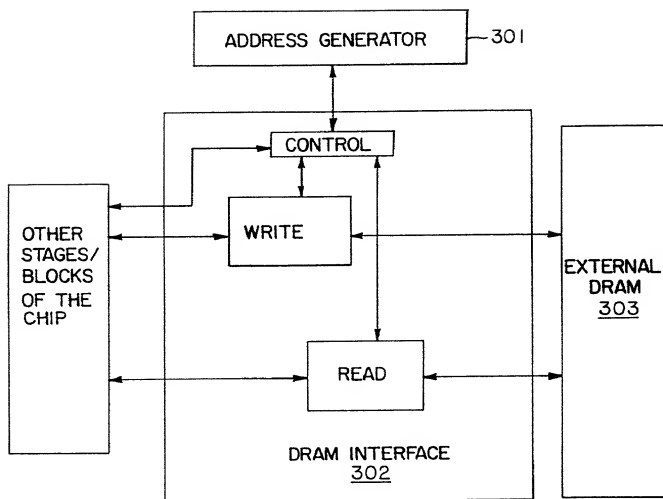 ADDRESS GENERATOR
301
CONTROL
OTHER
STAGES/
BLOCKS
OF THE
CHIP
WRITE
EXTERNAL
DRAM
303
READ
DRAM INTERFACE
302